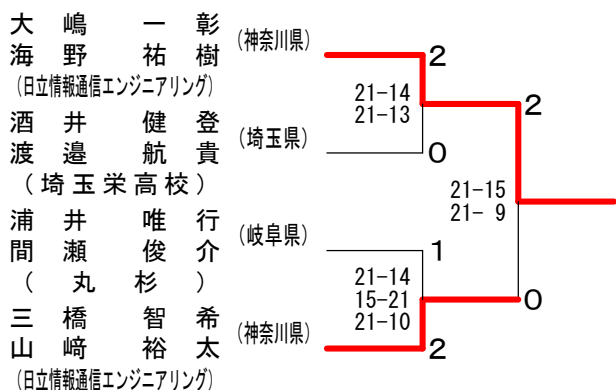 大嶋一彰
海野祐樹
(神奈川県)
(日立情報通信エンジニアリング)
2
21-14
21-13
2
酒井健登
渡邉航貴
(埼玉県)
0
(埼玉栄高校)
21-15
21- 9
浦井唯行
間瀬俊介
(岐阜県)
1
(丸杉)
21-14
15-21
21-10
0
三橋智希
山﨑裕太
(神奈川県)
2
(日立情報通信エンジニアリング)